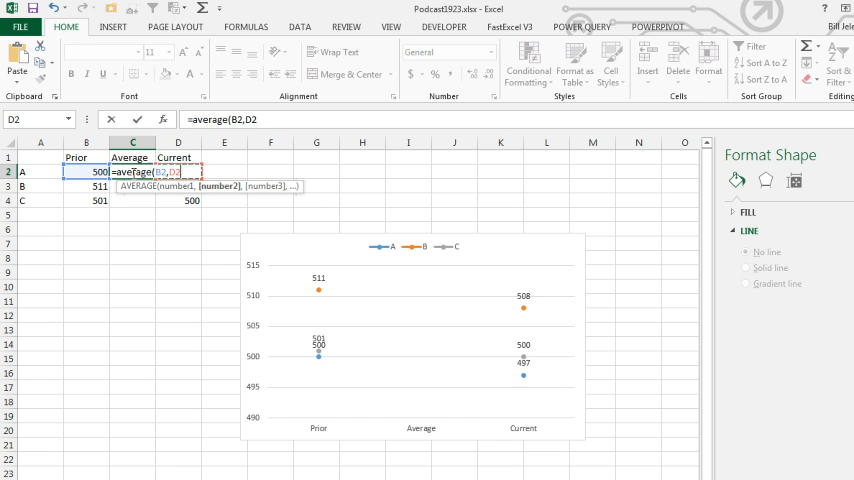 Podcast1923.xlsx - Excel
?
FILE HOME INSERT PAGE LAYOUT FORMULAS DATA REVIEW VIEW DEVELOPER FastExcel V3 POWER QUERY POWERPIVOT Bill Jele
Paste
Clipboard
11 A A
B I U A
Font
Wrap Text
Merge & Center
Alignment
General
$ % ,
Number
Conditional Formatting
Format as Table
Cell Styles
Styles
Insert Delete Format
Cells
Filter
Sort A to Z
Sort Z to A
Sort Group
Sort &
Filter
Editing
D2 =average(B2,D2
A B C D E F G H I J K L M N O
1 Prior Average Current
2 A 500 =average(B2,D2
AVERAGE(number1, [number2], [number3], ...)
3 B 511
4 C 501 500
5
6
7
8
9
10
11
12
13
14
15
16
17
18
19
20
21
22
23
A B C
515
511
510
508
505
501
500
500
500
497
495
490
Prior Average Current
Format Shape
FILL
LINE
No line
Solid line
Gradient line